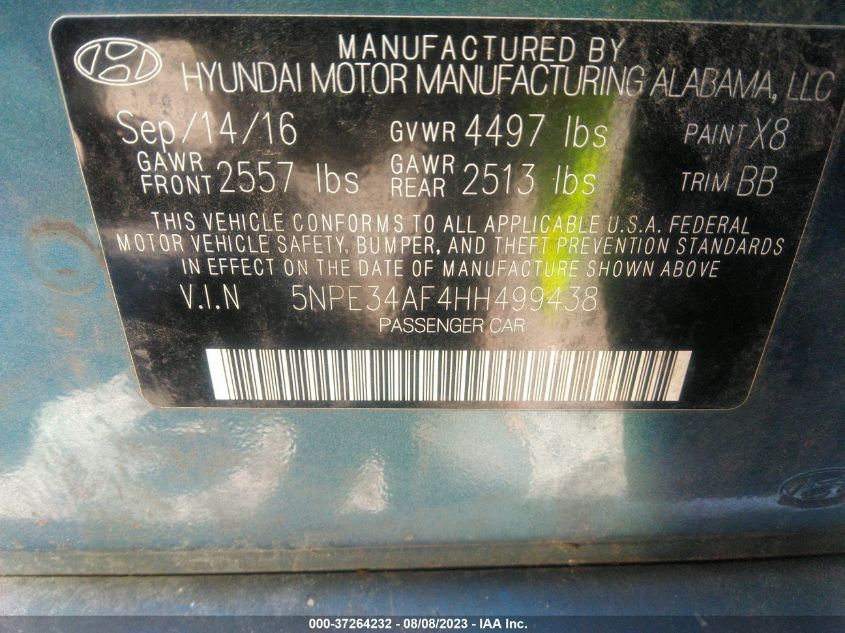 MANUFACTURED BY
HYUNDAI MOTOR MANUFACTURING ALABAMA, LLC
Sep/14/16 GVWR 4497 lbs PAINT X8
GAWR FRONT 2557 lbs GAWR REAR 2513 lbs TRIM BB
THIS VEHICLE CONFORMS TO ALL APPLICABLE U.S.A. FEDERAL
MOTOR VEHICLE SAFETY, BUMPER, AND THEFT PREVENTION STANDARDS
IN EFFECT ON THE DATE OF MANUFACTURE SHOWN ABOVE
V.I.N 5NPE34AF4HH499438
PASSENGER CAR
000-37264232 - 08/08/2023 - IAA Inc.